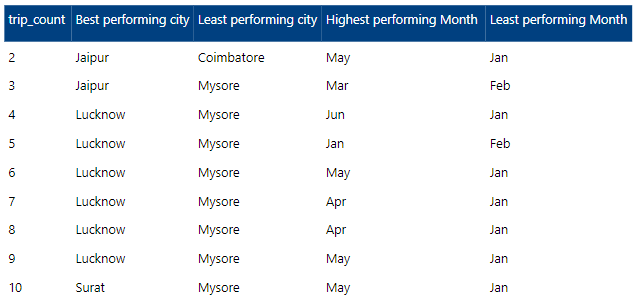 trip_count Best performing city Least performing city Highest performing Month Least performing Month
2 Jaipur Coimbatore May Jan
3 Jaipur Mysore Mar Feb
4 Lucknow Mysore Jun Jan
5 Lucknow Mysore Jan Feb
6 Lucknow Mysore May Jan
7 Lucknow Mysore Apr Jan
8 Lucknow Mysore Apr Jan
9 Lucknow Mysore May Jan
10 Surat Mysore May Jan